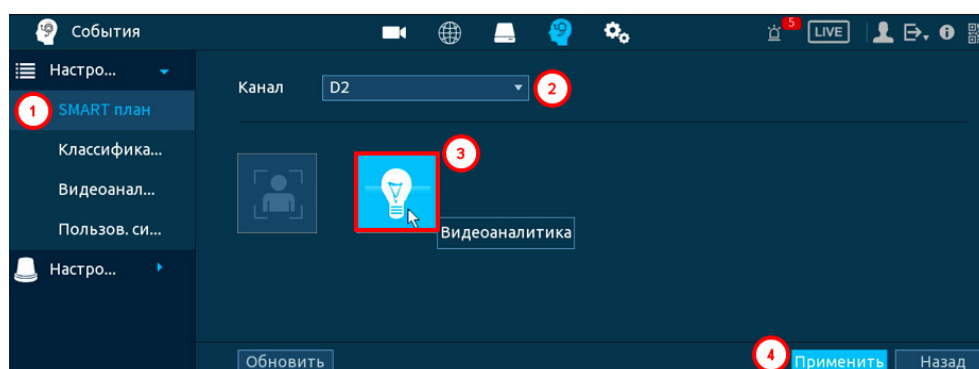 События
5
LIVE
Настро...
1
SMART план
Классифика...
Видеоанал...
Пользов. си...
Настро...
Канал
D2
2
3
Видеоаналитика
Обновить
4
Применить
Назад